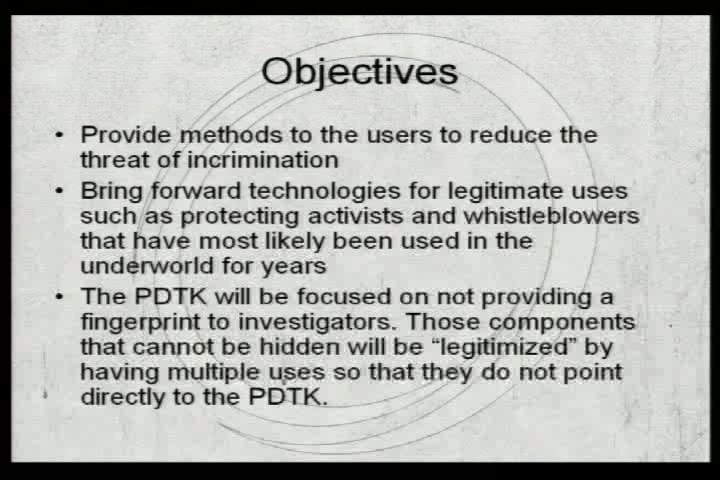 Objectives
• Provide methods to the users to reduce the
threat of incrimination
• Bring forward technologies for legitimate uses
such as protecting activists and whistleblowers
that have most likely been used in the
underworld for years
• The PDTK will be focused on not providing a
fingerprint to investigators. Those components
that cannot be hidden will be “legitimized” by
having multiple uses so that they do not point
directly to the PDTK.